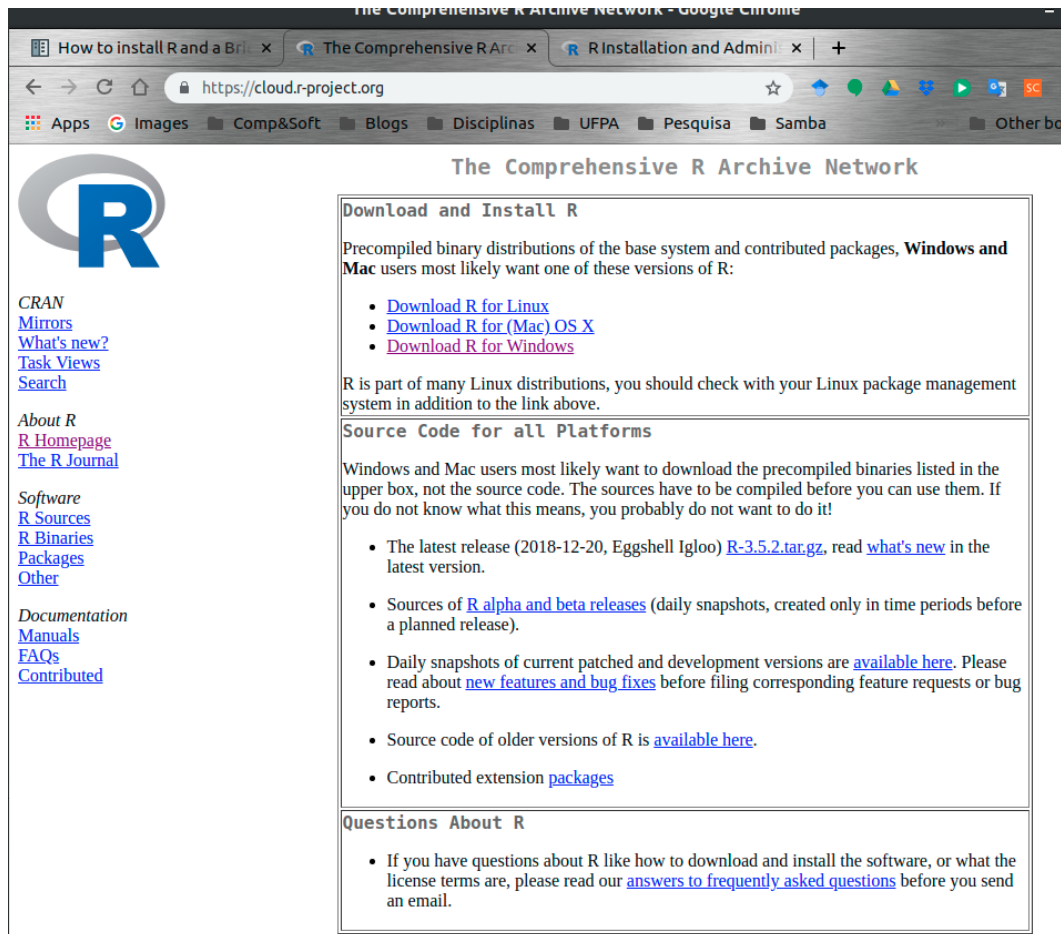 The Comprehensive R Archive Network - Google Chrome
How to install R and a Bri
The Comprehensive R Arc
R Installation and Admini
https://cloud.r-project.org
SC
Apps
Images
Comp&Soft
Blogs
Disciplinas
UFPA
Pesquisa
Samba
Other bo
R
CRAN
Mirrors
What's new?
Task Views
Search
About R
R Homepage
The R Journal
Software
R Sources
R Binaries
Packages
Other
Documentation
Manuals
FAQs
Contributed
The Comprehensive R Archive Network
Download and Install R
Precompiled binary distributions of the base system and contributed packages, Windows and
Mac users most likely want one of these versions of R:
• Download R for Linux
• Download R for (Mac) OS X
• Download R for Windows
R is part of many Linux distributions, you should check with your Linux package management
system in addition to the link above.
Source Code for all Platforms
Windows and Mac users most likely want to download the precompiled binaries listed in the
upper box, not the source code. The sources have to be compiled before you can use them. If
you do not know what this means, you probably do not want to do it!
• The latest release (2018-12-20, Eggshell Igloo) R-3.5.2.tar.gz, read what's new in the
latest version.
• Sources of R alpha and beta releases (daily snapshots, created only in time periods before
a planned release).
• Daily snapshots of current patched and development versions are available here. Please
read about new features and bug fixes before filing corresponding feature requests or bug
reports.
• Source code of older versions of R is available here.
• Contributed extension packages
Questions About R
• If you have questions about R like how to download and install the software, or what the
license terms are, please read our answers to frequently asked questions before you send
an email.